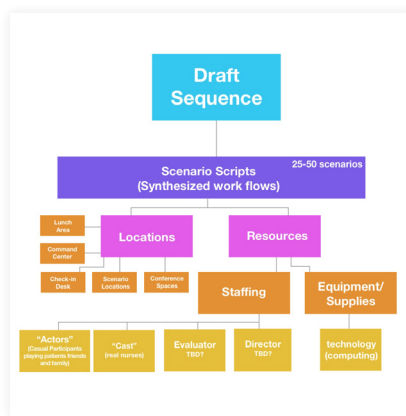 Draft
Sequence
25-50 scenarios
Scenario Scripts
(Synthesized work flows)
Lunch
Area
Locations
Resources
Command
Center
Check-in
Desk
Scenario
Locations
Conference
Spaces
Staffing
Equipment/
Supplies
"Actors"
(Casual Participants
playing patients friends
and family)
"Cast"
(real nurses)
Evaluator
TBD?
Director
TBD?
technology
(computing)